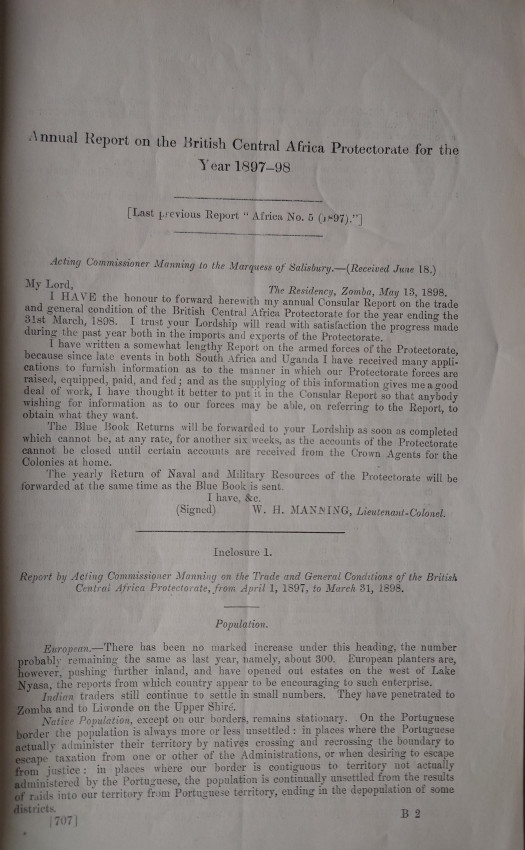 Annual Report on the British Central Africa Protectorate for the
Year 1897-98.
[Last previous Report " Africa No. 5 (1897)."]
Acting Commissioner Manning to the Marquess of Salisbury.—(Received June 18.)
My Lord,
The Residency, Zomba, May 13, 1898.
I HAVE the honour to forward herewith my annual Consular Report on the trade
and general condition of the British Central Africa Protectorate for the year ending the
31st March, 1898. I trust your Lordship will read with satisfaction the progress made
during the past year both in the imports and exports of the Protectorate.
I have written a somewhat lengthy Report on the armed forces of the Protectorate,
because since late events in both South Africa and Uganda I have received many appli-
cations to furnish information as to the manner in which our Protectorate forces are
raised, equipped, paid, and fed ; and as the supplying of this information gives me a good
deal of work, I have thought it better to put it in the Consular Report so that anybody
wishing for information as to our forces may be able, on referring to the Report, to
obtain what they want.
The Blue Book Returns will be forwarded to your Lordship as soon as completed
which cannot be, at any rate, for another six weeks, as the accounts of the Protectorate
cannot be closed until certain accounts are received from the Crown Agents for the
Colonies at home.
The yearly Return of Naval and Military Resources of the Protectorate will be
forwarded at the same time as the Blue Book is sent.
I have, &c.
(Signed) W. H. MANNING, Lieutenant-Colonel.
Inclosure 1.
Report by Acting Commissioner Manning on the Trade and General Conditions of the British
Central Africa Protectorate, from April 1, 1897, to March 31, 1898.
Population.
European.—There has been no marked increase under this heading, the number
probably remaining the same as last year, namely, about 300. European planters are,
however, pushing further inland, and have opened out estates on the west of Lake
Nyasa, the reports from which country appear to be encouraging to such enterprise.
Indian traders still continue to settle in small numbers. They have penetrated to
Zomba and to Liwonde on the Upper Shiré.
Native Population, except on our borders, remains stationary. On the Portuguese
border the population is always more or less unsettled : in places where the Portuguese
actually administer their territory by natives crossing and recrossing the boundary to
escape taxation from one or other of the Administrations, or when desiring to escape
from justice : in places where our border is contiguous to territory not actually
administered by the Portuguese, the population is continually unsettled from the results
of raids into our territory from Portuguese territory, ending in the depopulation of some
districts.
[707]
B 2